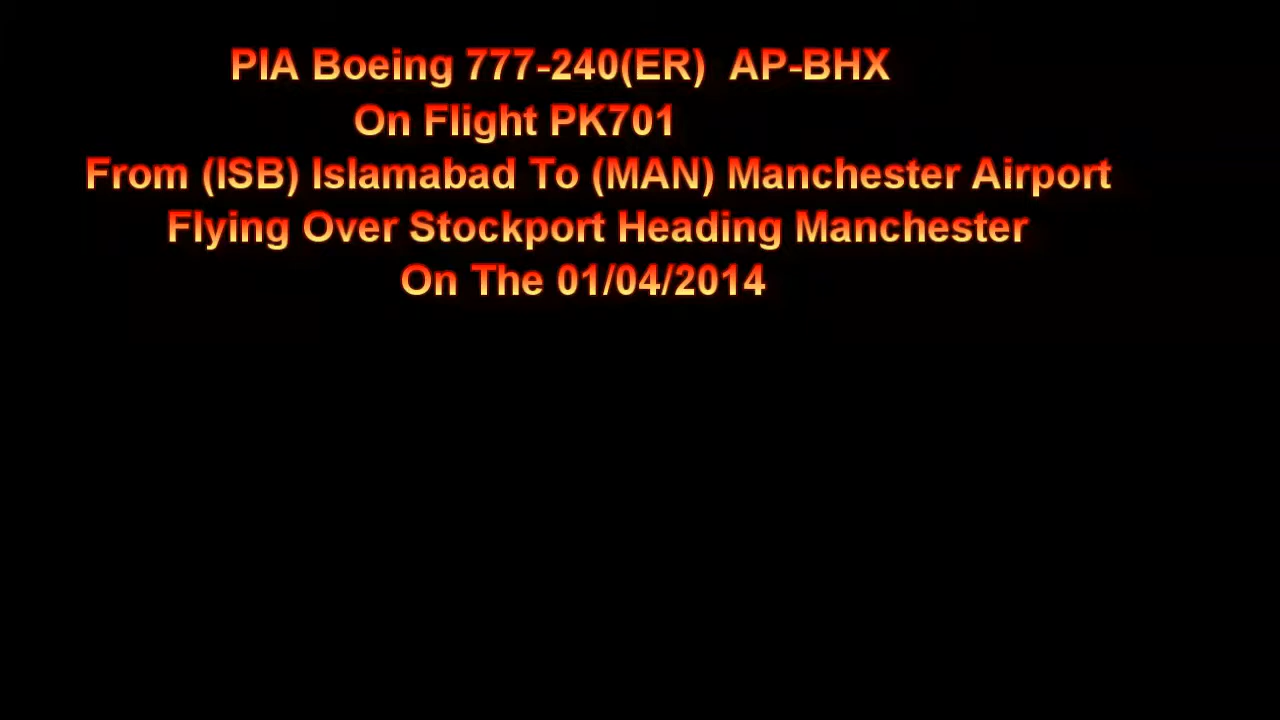 PIA Boeing 777-240(ER)  AP-BHX
On Flight PK701
From (ISB) Islamabad To (MAN) Manchester Airport
Flying Over Stockport Heading Manchester
On The 01/04/2014